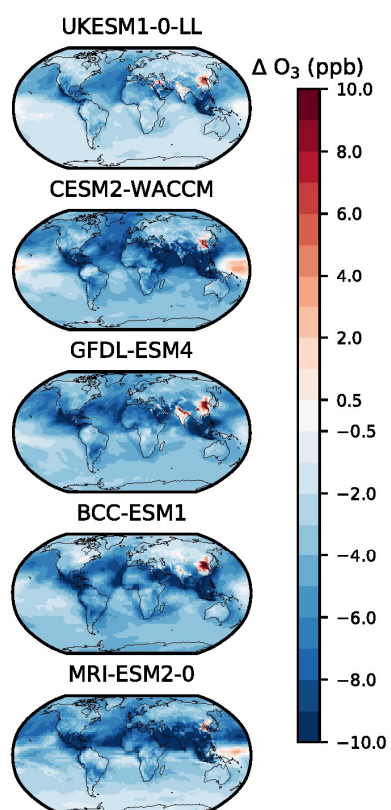 UKESM1-0-LL
Δ O₃ (ppb)
10.0
8.0
6.0
4.0
2.0
0.5
−0.5
−2.0
−4.0
−6.0
−8.0
−10.0
CESM2-WACCM
GFDL-ESM4
BCC-ESM1
MRI-ESM2-0